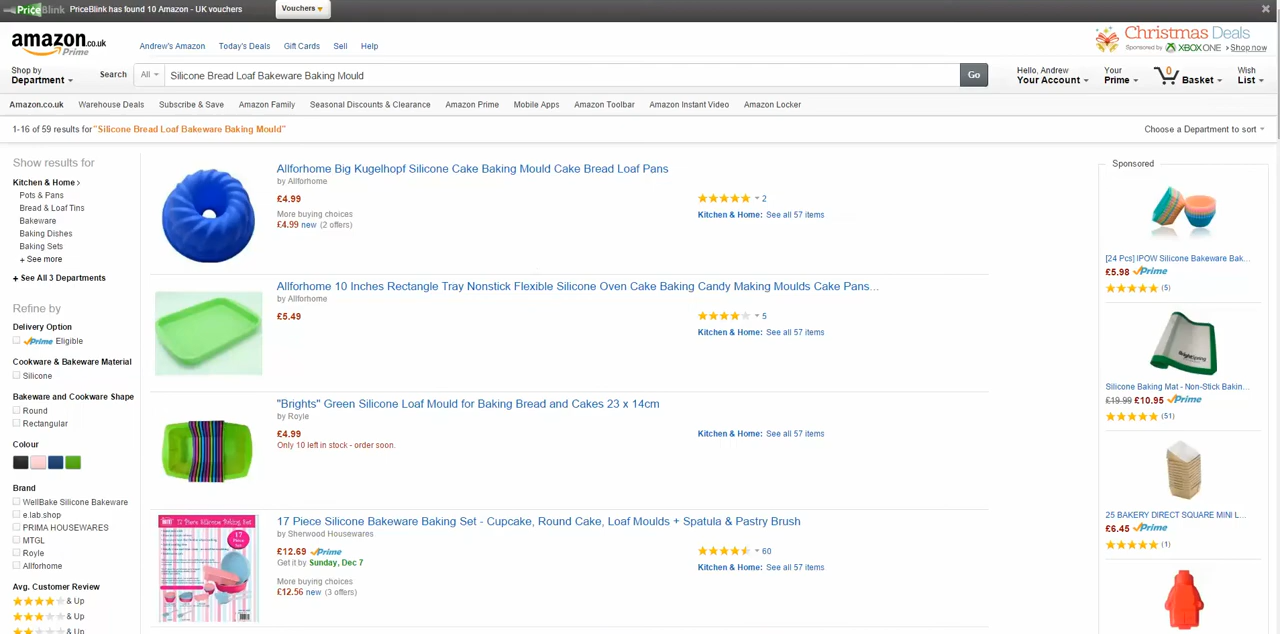 PriceBlink PriceBlink has found 10 Amazon - UK vouchers Vouchers
amazon.co.uk
Prime
Andrew's Amazon Today's Deals Gift Cards Sell Help
Christmas Deals
Sponsored by XBOX ONE Shop now
Shop by
Department
Search All Silicone Bread Loaf Bakeware Baking Mould Go
Hello, Andrew
Your Account
Your
Prime
0
Basket
Wish
List
Amazon.co.uk Warehouse Deals Subscribe & Save Amazon Family Seasonal Discounts & Clearance Amazon Prime Mobile Apps Amazon Toolbar Amazon Instant Video Amazon Locker
1-16 of 59 results for "Silicone Bread Loaf Bakeware Baking Mould"
Choose a Department to sort
Show results for
Kitchen & Home
Pots & Pans
Bread & Loaf Tins
Bakeware
Baking Dishes
Baking Sets
+ See more
+ See All 3 Departments
Refine by
Delivery Option
Prime Eligible
Cookware & Bakeware Material
Silicone
Bakeware and Cookware Shape
Round
Rectangular
Colour
Brand
WellBake Silicone Bakeware
e.lab.shop
PRIMA HOUSEWARES
MTGL
Royle
Allforhome
Avg. Customer Review
& Up
& Up
& Up
Allforhome Big Kugelhopf Silicone Cake Baking Mould Cake Bread Loaf Pans
by Allforhome
£4.99
More buying choices
£4.99 new (2 offers)
2
Kitchen & Home: See all 57 items
Allforhome 10 Inches Rectangle Tray Nonstick Flexible Silicone Oven Cake Baking Candy Making Moulds Cake Pans...
by Allforhome
£5.49
5
Kitchen & Home: See all 57 items
"Brights" Green Silicone Loaf Mould for Baking Bread and Cakes 23 x 14cm
by Royle
£4.99
Only 10 left in stock - order soon.
Kitchen & Home: See all 57 items
17 Piece Silicone Baking Set
17 Piece Silicone Bakeware Baking Set - Cupcake, Round Cake, Loaf Moulds + Spatula & Pastry Brush
by Sherwood Housewares
£12.69 Prime
Get it by Sunday, Dec 7
More buying choices
£12.56 new (3 offers)
60
Kitchen & Home: See all 57 items
Sponsored
[24 Pcs] IPOW Silicone Bakeware Bak...
£5.98 Prime
(5)
Silicone Baking Mat - Non-Stick Bakin...
£19.99 £10.95 Prime
(51)
25 BAKERY DIRECT SQUARE MINI L...
£6.45 Prime
(1)